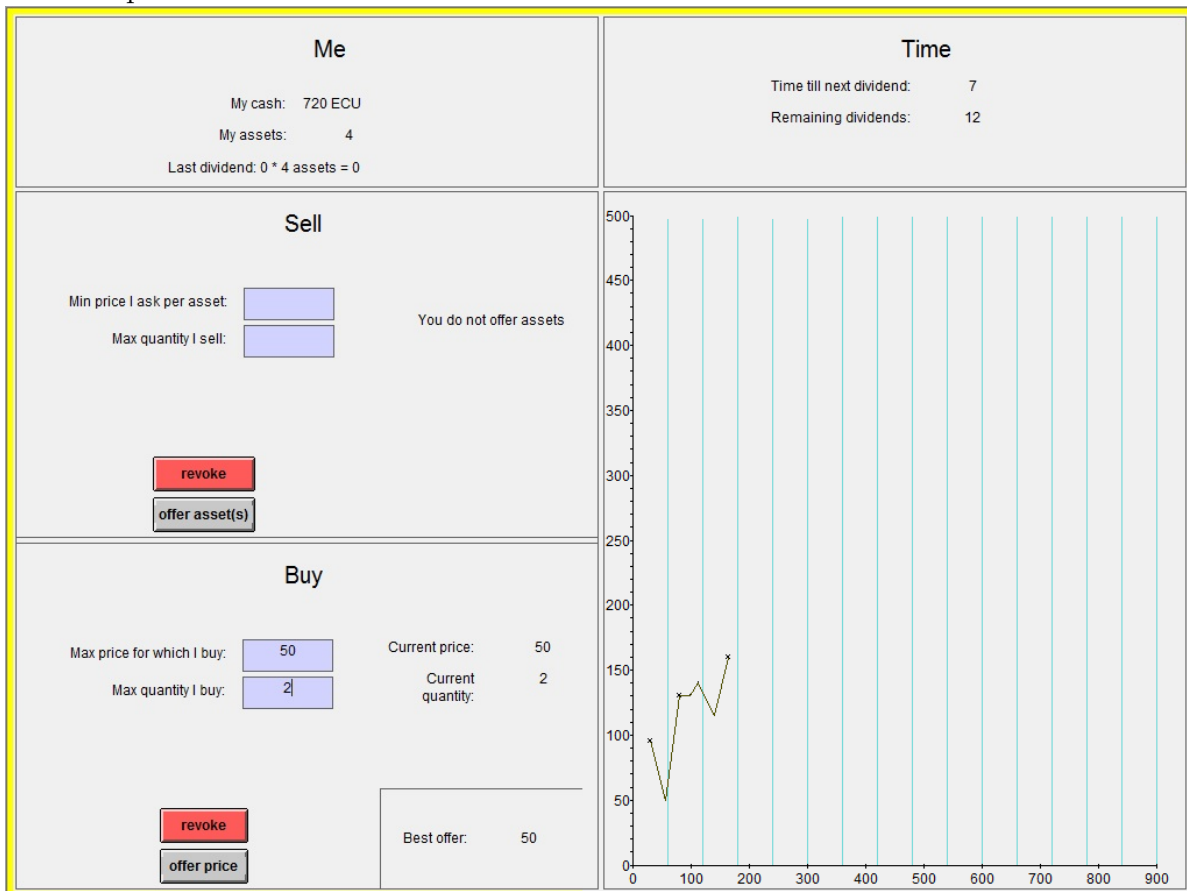 Me
My cash: 720 ECU
My assets: 4
Last dividend: 0 * 4 assets = 0
Time
Time till next dividend: 7
Remaining dividends: 12
Sell
Min price I ask per asset:
Max quantity I sell:
You do not offer assets
revoke
offer asset(s)
Buy
Max price for which I buy: 50
Max quantity I buy: 2
Current price: 50
Current quantity: 2
revoke
offer price
Best offer: 50
500
450
400
350
300
250
200
150
100
50
0
0 100 200 300 400 500 600 700 800 900